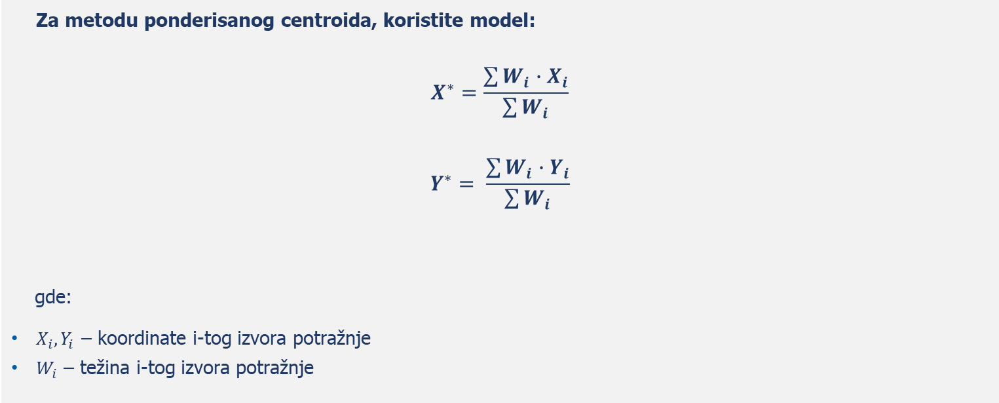 Za metodu ponderisanog centroida, koristite model:
X* = ∑ W_i · X_i / ∑ W_i
Y* = ∑ W_i · Y_i / ∑ W_i
gde:
• X_i, Y_i – koordinate i-tog izvora potražnje
• W_i – težina i-tog izvora potražnje